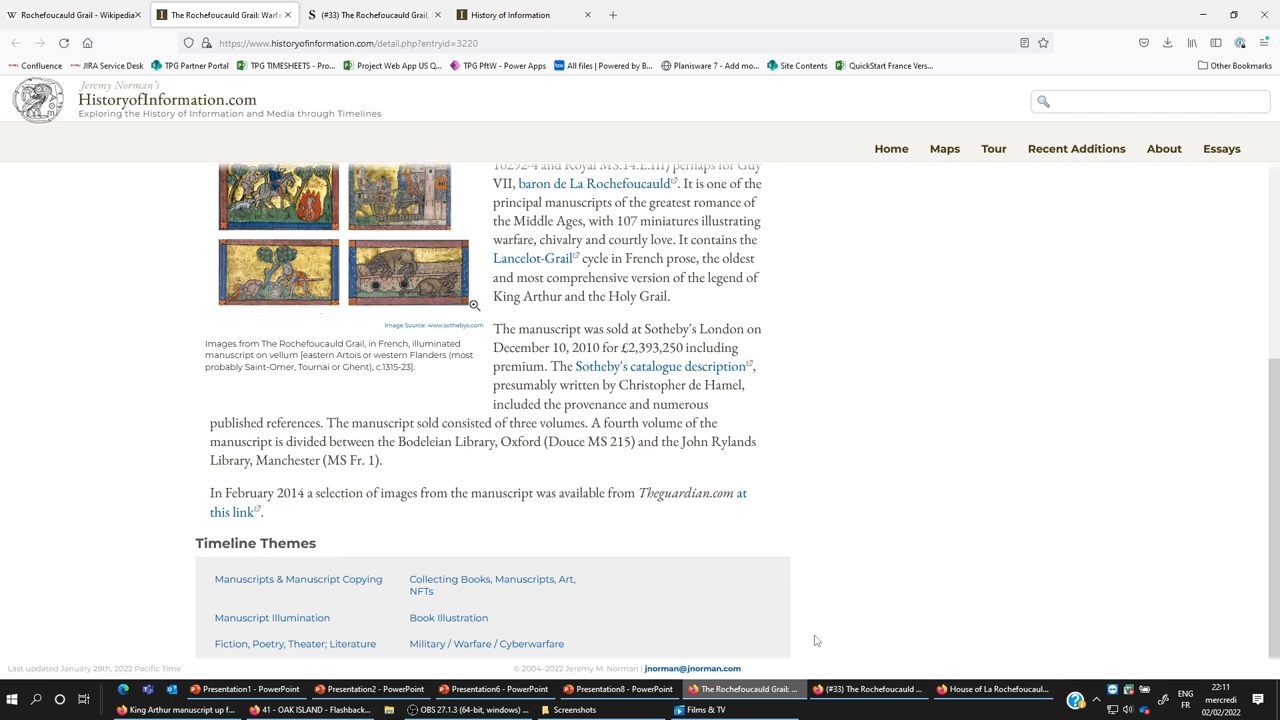 Rochefoucauld Grail - Wikipedia
The Rochefoucauld Grail: Warfa
(#33) The Rochefoucauld Grail,
History of Information
https://www.historyofinformation.com/detail.php?entryid=3220
Confluence
JIRA Service Desk
TPG Partner Portal
TPG TIMESHEETS - Pro...
Project Web App US Q...
TPG PftW - Power Apps
All files | Powered by B...
Planisware 7 - Add mo...
Site Contents
QuickStart France Vers...
Other Bookmarks
Jeremy Norman's
HistoryofInformation.com
Exploring the History of Information and Media through Timelines
Home Maps Tour Recent Additions About Essays
10292-4 and Royal MS.14.E.III) perhaps for Guy
VII, baron de La Rochefoucauld. It is one of the
principal manuscripts of the greatest romance of
the Middle Ages, with 107 miniatures illustrating
warfare, chivalry and courtly love. It contains the
Lancelot-Grail cycle in French prose, the oldest
and most comprehensive version of the legend of
King Arthur and the Holy Grail.
Image Source: www.sothebys.com
Images from The Rochefoucauld Grail, in French, illuminated
manuscript on vellum [eastern Artois or western Flanders (most
probably Saint-Omer, Tournai or Ghent), c.1315-23].
The manuscript was sold at Sotheby's London on
December 10, 2010 for £2,393,250 including
premium. The Sotheby's catalogue description,
presumably written by Christopher de Hamel,
included the provenance and numerous
published references. The manuscript sold consisted of three volumes. A fourth volume of the
manuscript is divided between the Bodeleian Library, Oxford (Douce MS 215) and the John Rylands
Library, Manchester (MS Fr. 1).
In February 2014 a selection of images from the manuscript was available from Theguardian.com at
this link.
Timeline Themes
Manuscripts & Manuscript Copying
Collecting Books, Manuscripts, Art,
NFTs
Manuscript Illumination
Book Illustration
Fiction, Poetry, Theater; Literature
Military / Warfare / Cyberwarfare
Last updated January 28th, 2022 Pacific Time
© 2004–2022 Jeremy M. Norman | jnorman@jnorman.com
Presentation1 - PowerPoint
Presentation2 - PowerPoint
Presentation6 - PowerPoint
Presentation8 - PowerPoint
The Rochefoucauld Grail: ...
(#33) The Rochefoucauld ...
House of La Rochefoucaul...
King Arthur manuscript up f...
41 - OAK ISLAND - Flashback...
OBS 27.1.3 (64-bit, windows) ...
Screenshots
Films & TV
ENG
FR
22:11
mercredi
02/02/2022